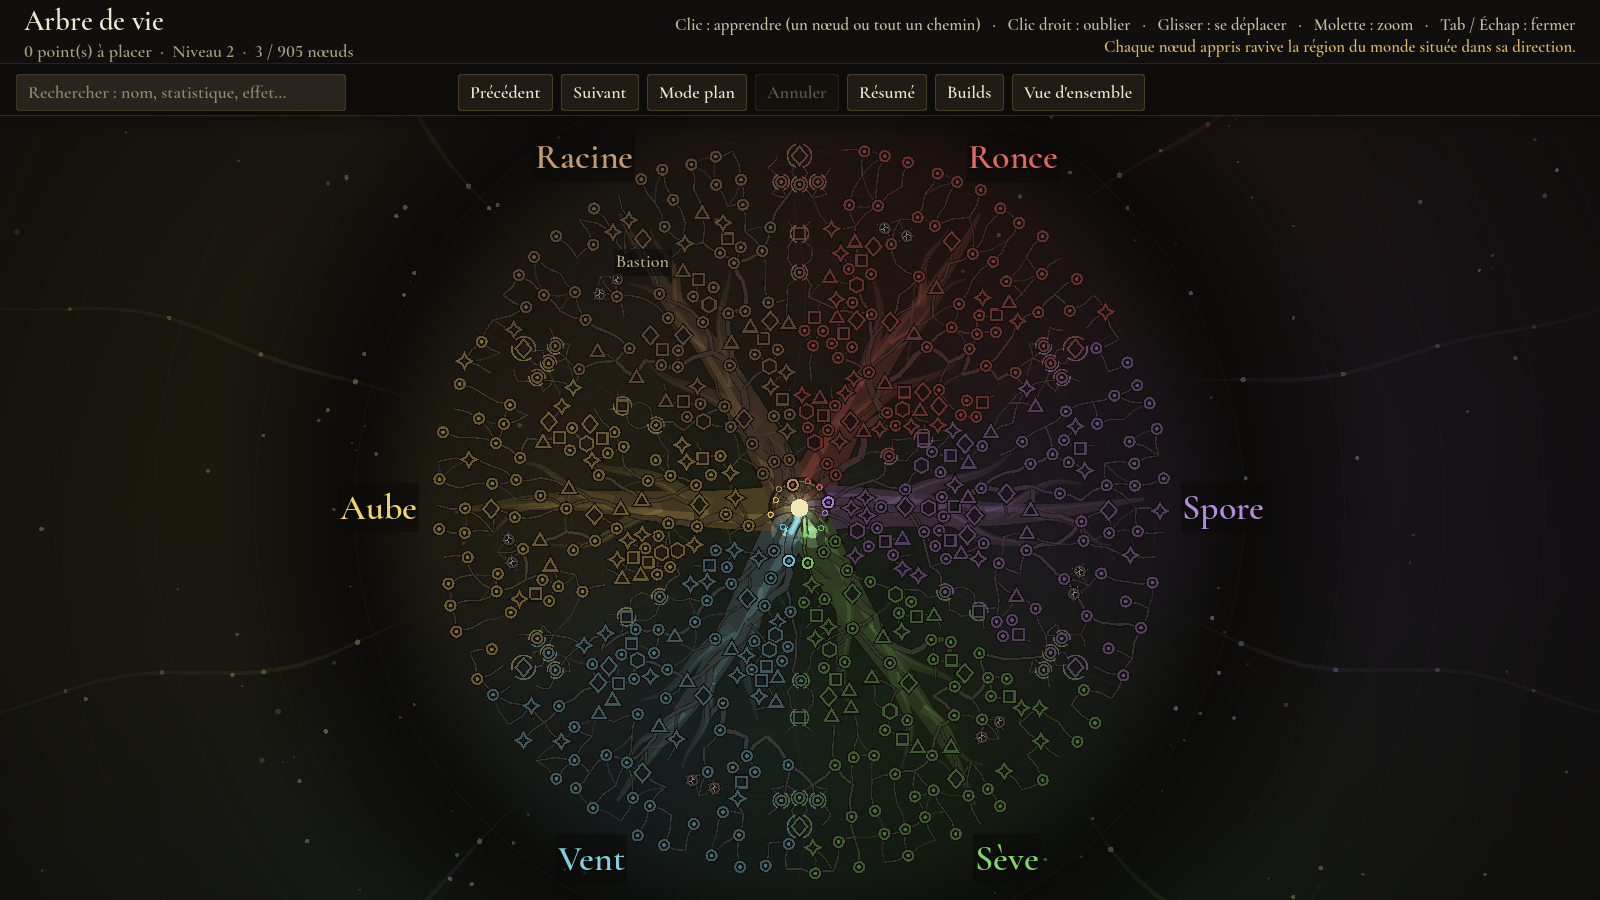 Arbre de vie
0 point(s) à placer · Niveau 2 · 3 / 905 nœuds
Clic : apprendre (un nœud ou tout un chemin) · Clic droit : oublier · Glisser : se déplacer · Molette : zoom · Tab / Échap : fermer
Chaque nœud appris ravive la région du monde située dans sa direction.
Rechercher : nom, statistique, effet...
Précédent
Suivant
Mode plan
Annuler
Résumé
Builds
Vue d'ensemble
Racine
Ronce
Bastion
Aube
Spore
Vent
Sève